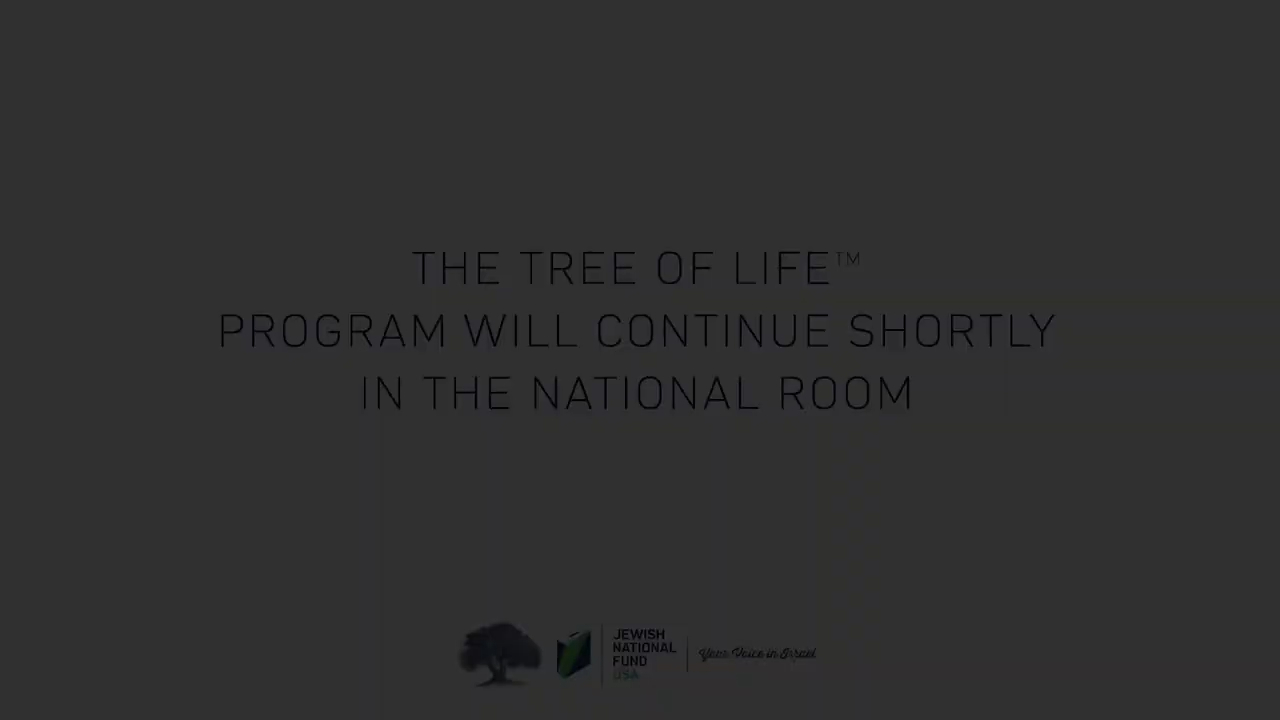 THE TREE OF LIFE™
PROGRAM WILL CONTINUE SHORTLY
IN THE NATIONAL ROOM
JEWISH
NATIONAL
FUND
USA
Your Voice in Israel